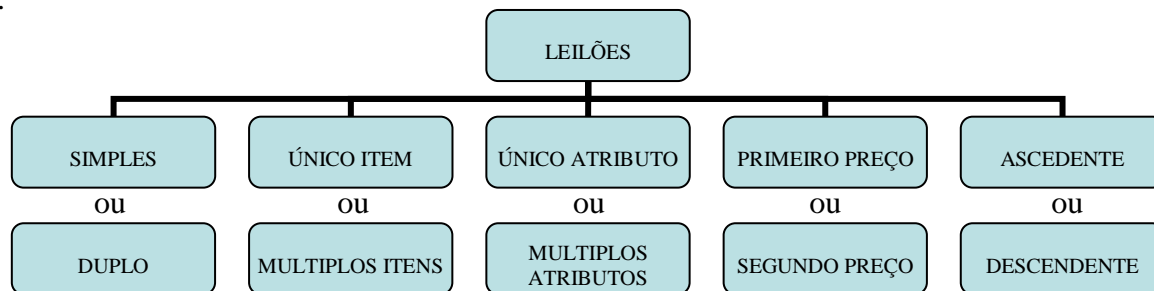 .
LEILÕES
SIMPLES
ÚNICO ITEM
ÚNICO ATRIBUTO
PRIMEIRO PREÇO
ASCEDENTE
ou
ou
ou
ou
ou
DUPLO
MULTIPLOS ITENS
MULTIPLOS
ATRIBUTOS
SEGUNDO PREÇO
DESCENDENTE